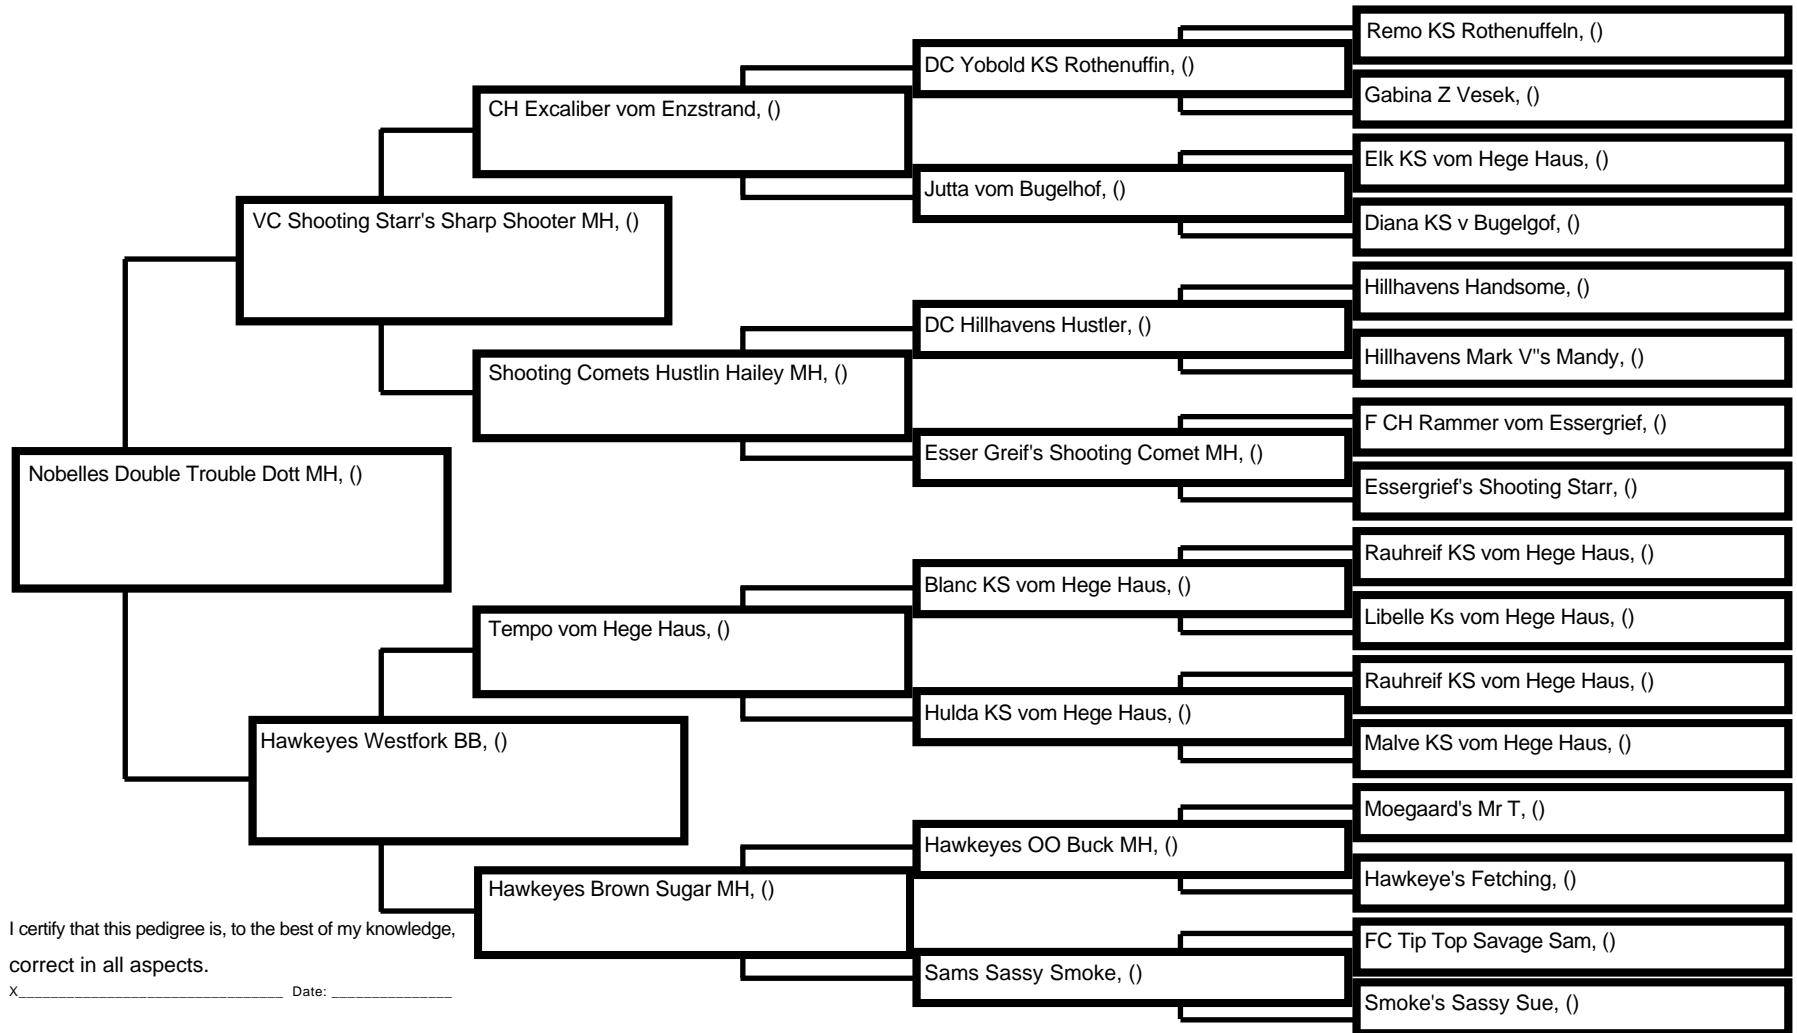 Remo KS Rothenuffeln, ()
DC Yobold KS Rothenuffin, ()
Gabina Z Vesek, ()
CH Excaliber vom Enzstrand, ()
Elk KS vom Hege Haus, ()
Jutta vom Bugelhof, ()
Diana KS v Bugelgof, ()
VC Shooting Starr's Sharp Shooter MH, ()
Hillhavens Handsome, ()
DC Hillhavens Hustler, ()
Hillhavens Mark V"s Mandy, ()
Shooting Comets Hustlin Hailey MH, ()
F CH Rammer vom Essergrief, ()
Esser Greif's Shooting Comet MH, ()
Essergrief's Shooting Starr, ()
Nobelles Double Trouble Dott MH, ()
Rauhreif KS vom Hege Haus, ()
Blanc KS vom Hege Haus, ()
Libelle Ks vom Hege Haus, ()
Tempo vom Hege Haus, ()
Rauhreif KS vom Hege Haus, ()
Hulda KS vom Hege Haus, ()
Malve KS vom Hege Haus, ()
Hawkeyes Westfork BB, ()
Moegaard's Mr T, ()
Hawkeyes OO Buck MH, ()
Hawkeye's Fetching, ()
Hawkeyes Brown Sugar MH, ()
FC Tip Top Savage Sam, ()
Sams Sassy Smoke, ()
Smoke's Sassy Sue, ()
I certify that this pedigree is, to the best of my knowledge,
correct in all aspects.
X_________________________________ Date: _______________